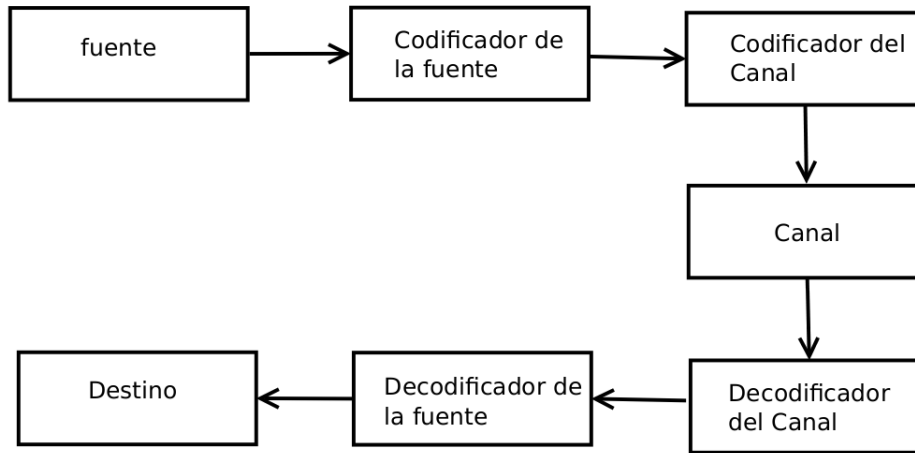 fuente
Codificador de
la fuente
Codificador del
Canal
Canal
Decodificador
del Canal
Decodificador de
la fuente
Destino